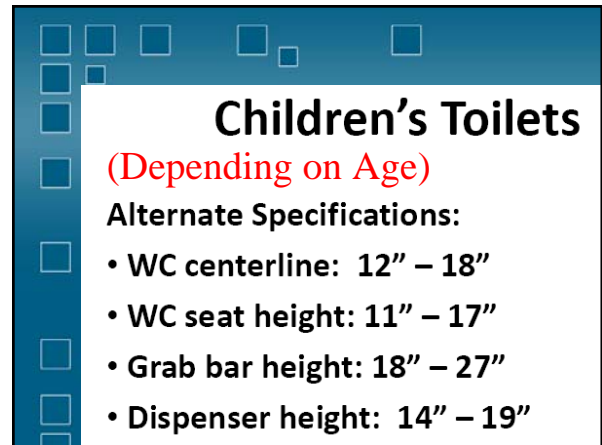 Children’s Toilets
(Depending on Age)
Alternate Specifications:
• WC centerline:  12” – 18”
• WC seat height: 11” – 17”
• Grab bar height: 18” – 27”
• Dispenser height:  14” – 19”